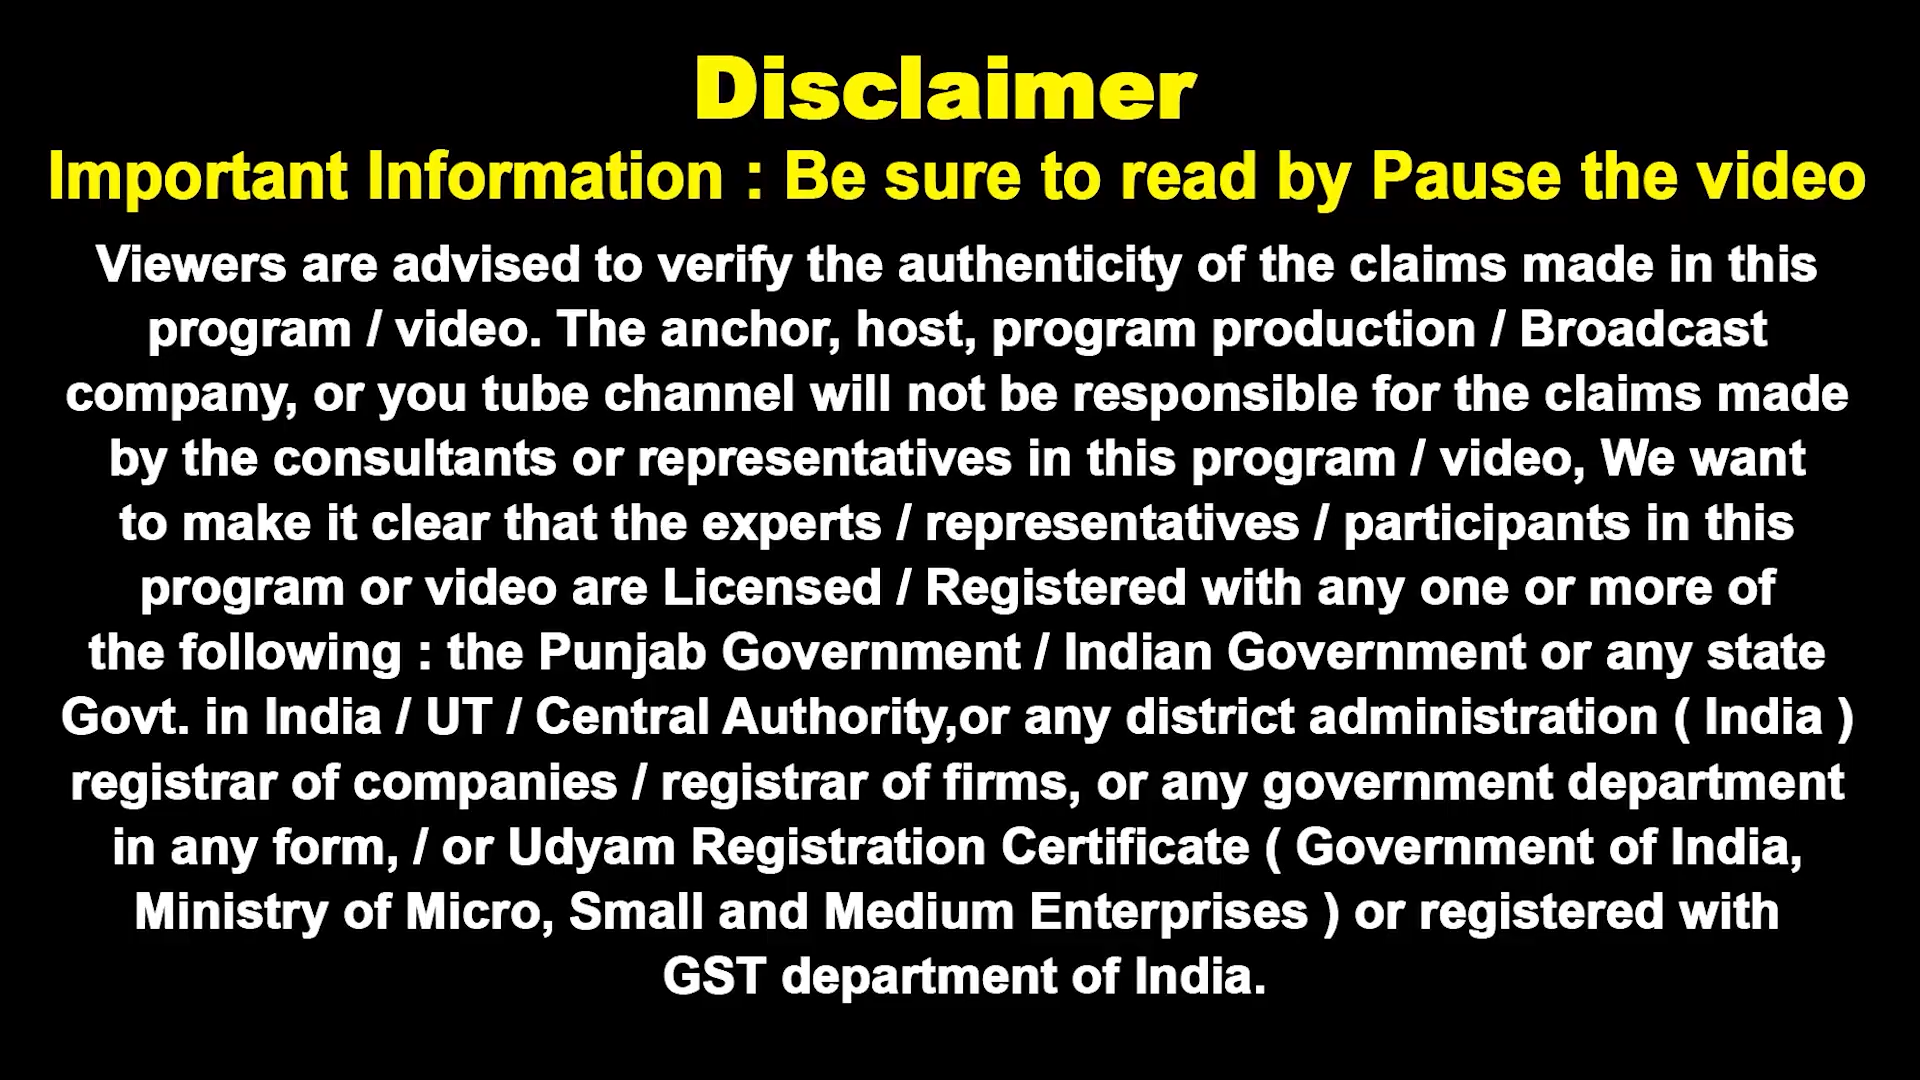 Disclaimer
Important Information : Be sure to read by Pause the video
Viewers are advised to verify the authenticity of the claims made in this
program / video. The anchor, host, program production / Broadcast
company, or you tube channel will not be responsible for the claims made
by the consultants or representatives in this program / video, We want
to make it clear that the experts / representatives / participants in this
program or video are Licensed / Registered with any one or more of
the following : the Punjab Government / Indian Government or any state
Govt. in India / UT / Central Authority,or any district administration ( India )
registrar of companies / registrar of firms, or any government department
in any form, / or Udyam Registration Certificate ( Government of India,
Ministry of Micro, Small and Medium Enterprises ) or registered with
GST department of India.